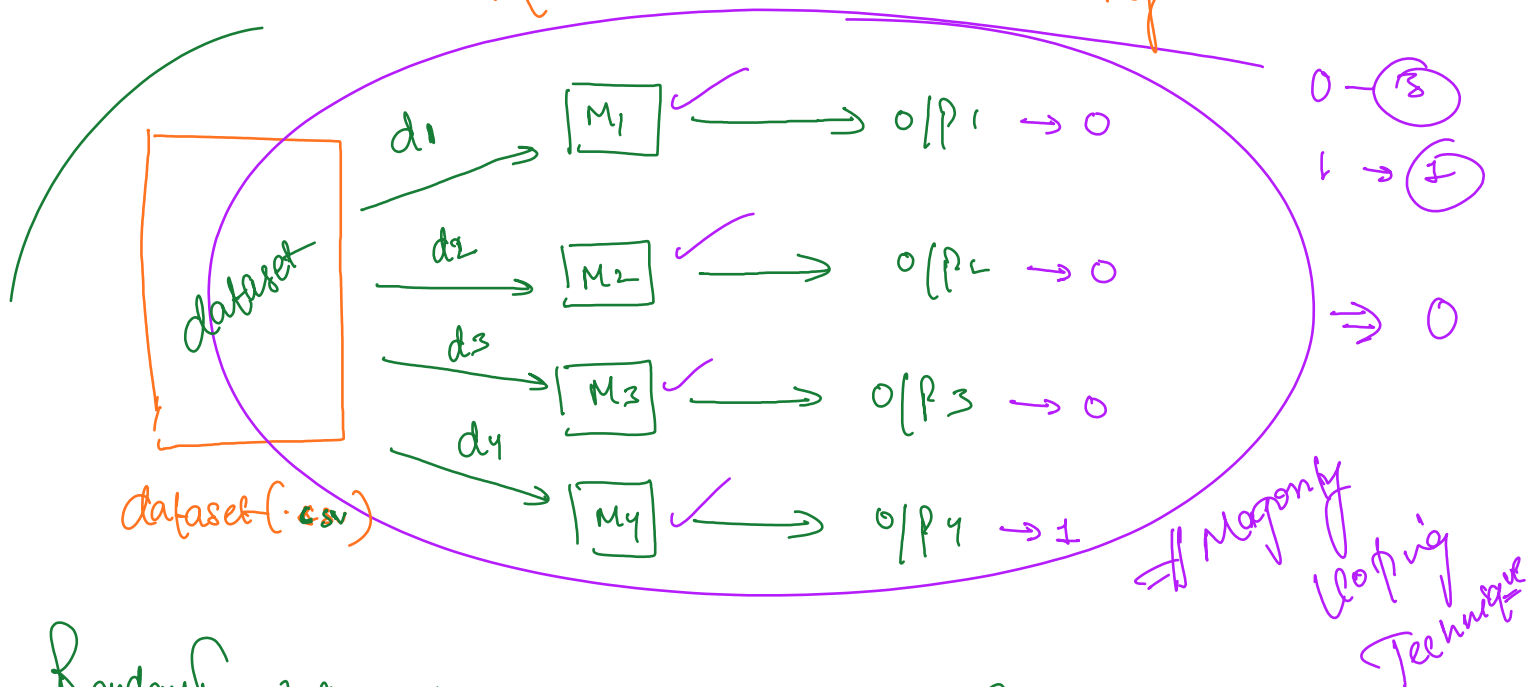 d1 M1 O/P1 → 0
0 — 3
1 → 1
d2 M2 O/P2 → 0
dataset
d3 M3 O/P3 → 0
⇒ 0
d4 M4 O/P4 → 1
dataset(.csv)
⇒ Majority
Voting
Technique